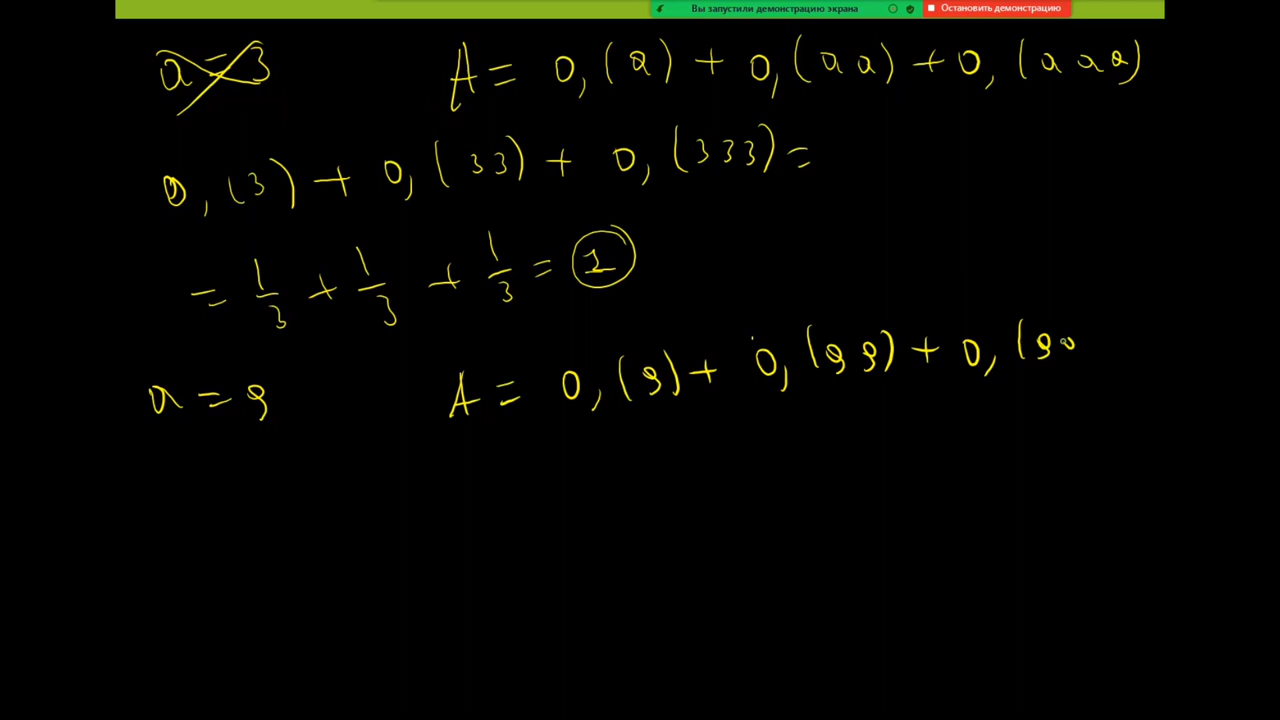 Вы запустили демонстрацию экрана Остановить демонстрацию
a = 3 A = 0,(a) + 0,(aa) + 0,(aaa)
0,(3) + 0,(33) + 0,(333) =
= 1/3 + 1/3 + 1/3 = 1
a = 9 A = 0,(9) + 0,(99) + 0,(99